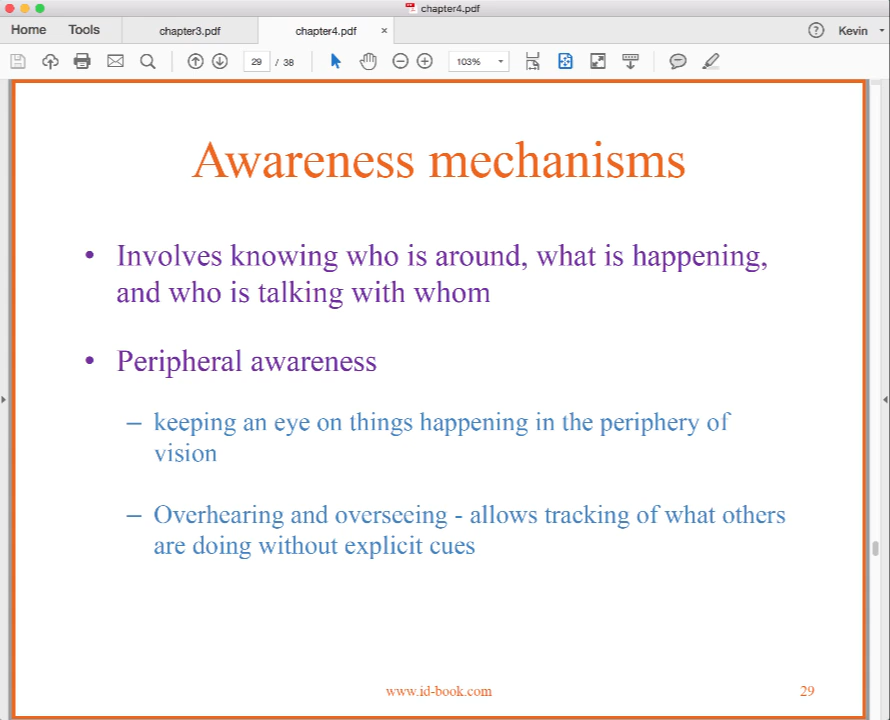 chapter4.pdf
Home Tools chapter3.pdf chapter4.pdf × ? Kevin
29 / 38 103%
Awareness mechanisms
• Involves knowing who is around, what is happening,
and who is talking with whom
• Peripheral awareness
– keeping an eye on things happening in the periphery of
vision
– Overhearing and overseeing - allows tracking of what others
are doing without explicit cues
www.id-book.com 29